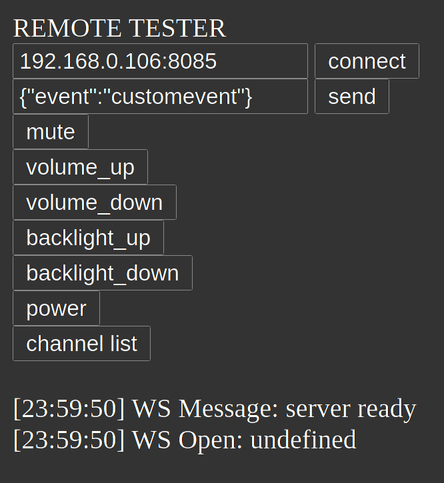 REMOTE TESTER
192.168.0.106:8085 connect
{"event":"customevent"} send
mute
volume_up
volume_down
backlight_up
backlight_down
power
channel list
[23:59:50] WS Message: server ready
[23:59:50] WS Open: undefined